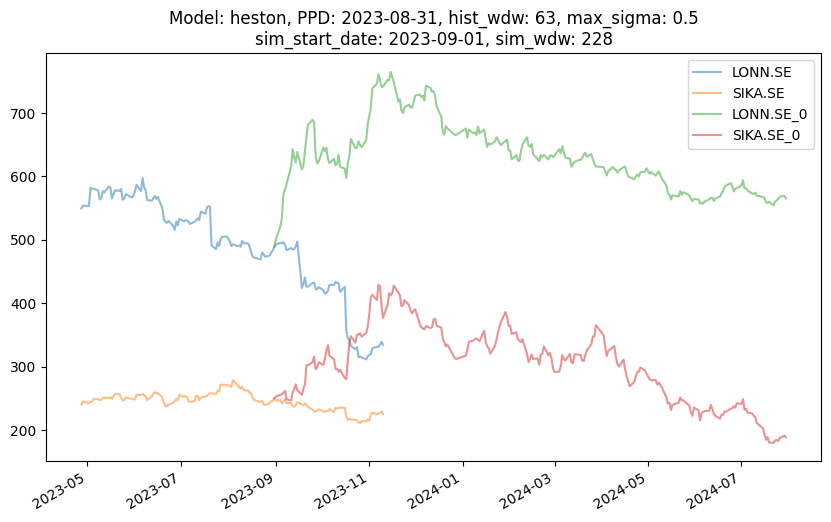 Model: heston, PPD: 2023-08-31, hist_wdw: 63, max_sigma: 0.5
sim_start_date: 2023-09-01, sim_wdw: 228
LONN.SE
SIKA.SE
LONN.SE_0
SIKA.SE_0
700
600
500
400
300
200
2023-05
2023-07
2023-09
2023-11
2024-01
2024-03
2024-05
2024-07